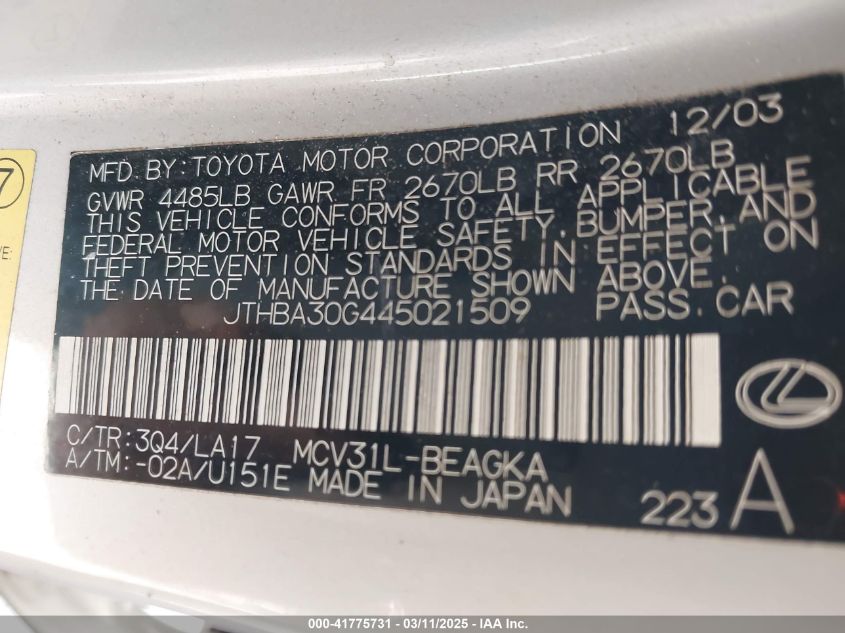 MFD. BY: TOYOTA MOTOR CORPORATION 12/03
GVWR 4485LB GAWR FR 2670LB RR 2670LB
THIS VEHICLE CONFORMS TO ALL APPLICABLE
FEDERAL MOTOR VEHICLE SAFETY, BUMPER, AND
THEFT PREVENTION STANDARDS IN EFFECT ON
THE DATE OF MANUFACTURE SHOWN ABOVE.
JTHBA30G445021509 PASS. CAR
C/TR: 3Q4/LA17 MCV31L-BEAGKA
A/TM: -02A/U151E MADE IN JAPAN
223 A
7
000-41775731 - 03/11/2025 - IAA Inc.